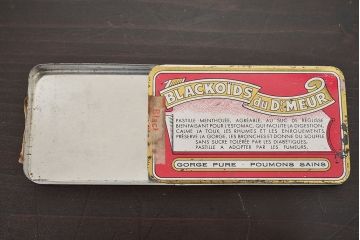 BLACKOÏDS
du Dr MEUR
PASTILLE MENTHOLÉE, AGRÉABLE, AU SUC DE RÉGLISSE
BIENFAISANT POUR L'ESTOMAC, QUI FACILITE LA DIGESTION,
CALME LA TOUX, LES RHUMES ET LES ENROUEMENTS,
PRÉSERVE LA GORGE, LES BRONCHES ET DONNE DU SOUFFLE
SANS SUCRE TOLÉRÉE PAR LES DIABÉTIQUES,
PASTILLE A ADOPTER PAR LES FUMEURS.
GORGE PURE - POUMONS SAINS